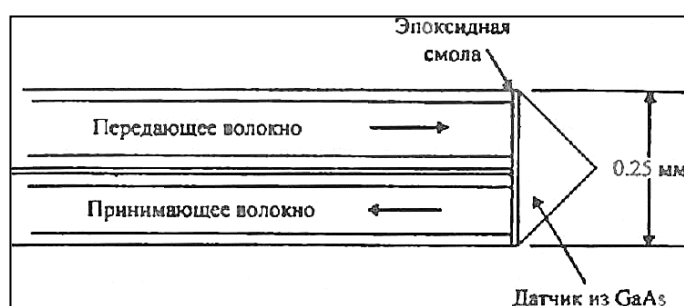 Эпоксидная
смола
Передающее волокно
0.25 мм
Принимающее волокно
Датчик из GaAs